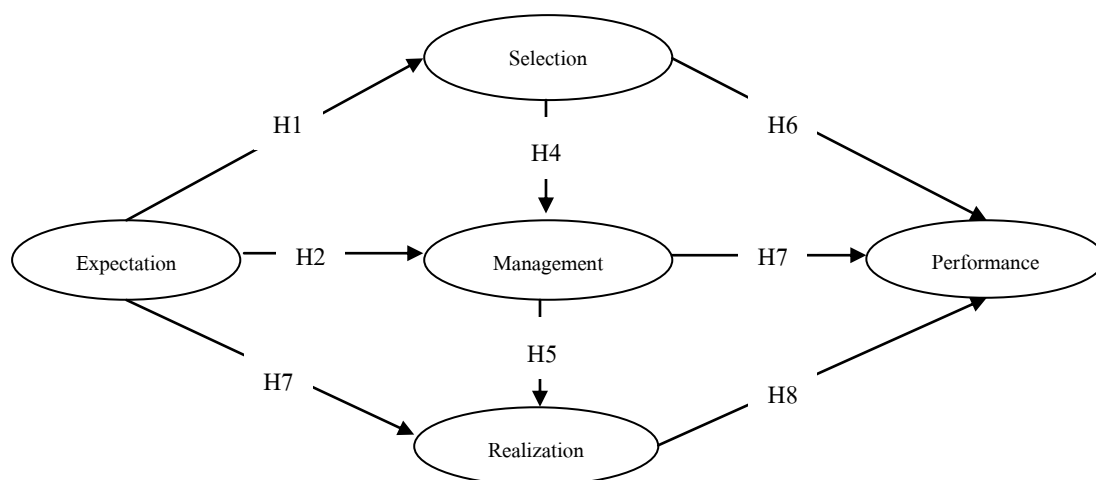 Selection
H1
H6
H4
Expectation
H2
Management
H7
Performance
H5
H7
H8
Realization